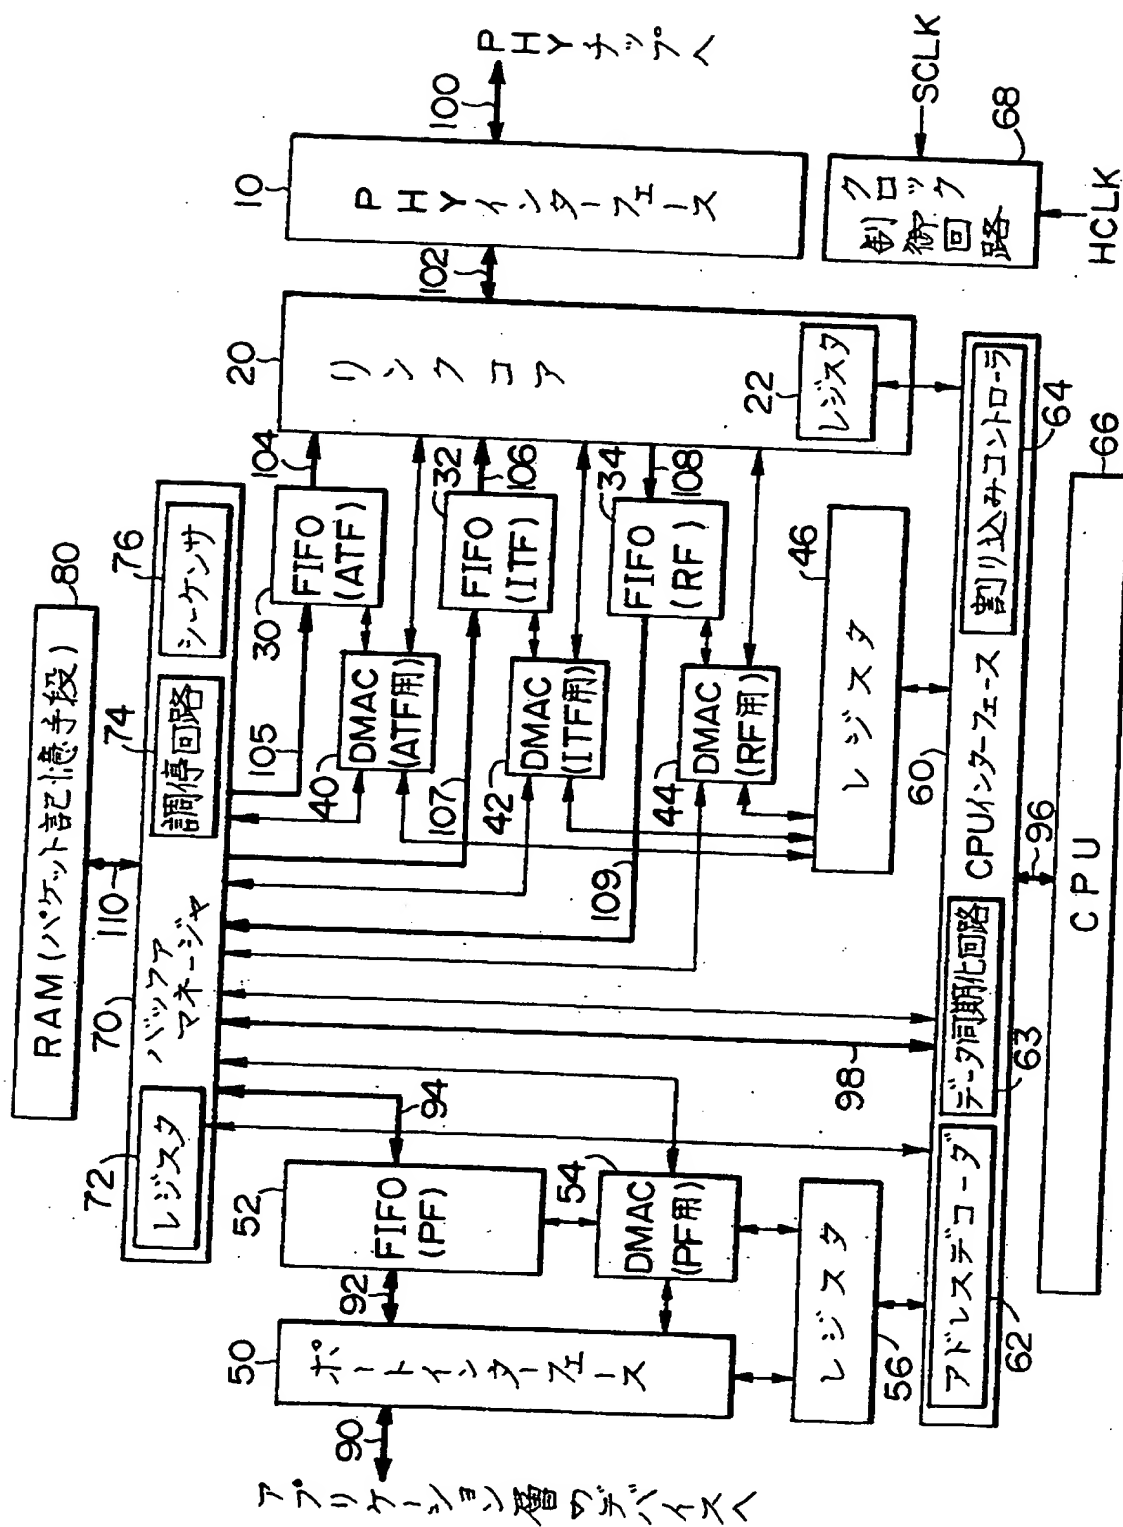 RAM(パケット記憶手段)
80
110
70
バッファ
マネージャ
72
レジスタ
74
調停回路
76
シーケンサ
アプリケーション層のデバイスへ
90
50
ポートインターフェース
92
52
FIFO
(PF)
94
54
DMAC
(PF用)
レジスタ
56
98
105
30
FIFO
(ATF)
104
40
DMAC
(ATF用)
107
32
FIFO
(ITF)
106
42
DMAC
(ITF用)
109
34
FIFO
(RF)
108
44
DMAC
(RF用)
46
レジスタ
20
リンクコア
22
レジスタ
102
10
PHYインターフェース
100
PHYチップへ
クロック
制御回路
68
SCLK
HCLK
60
CPUインターフェース
62
アドレスデコーダ
63
データ同期化回路
64
割り込みコントローラ
96
CPU
66